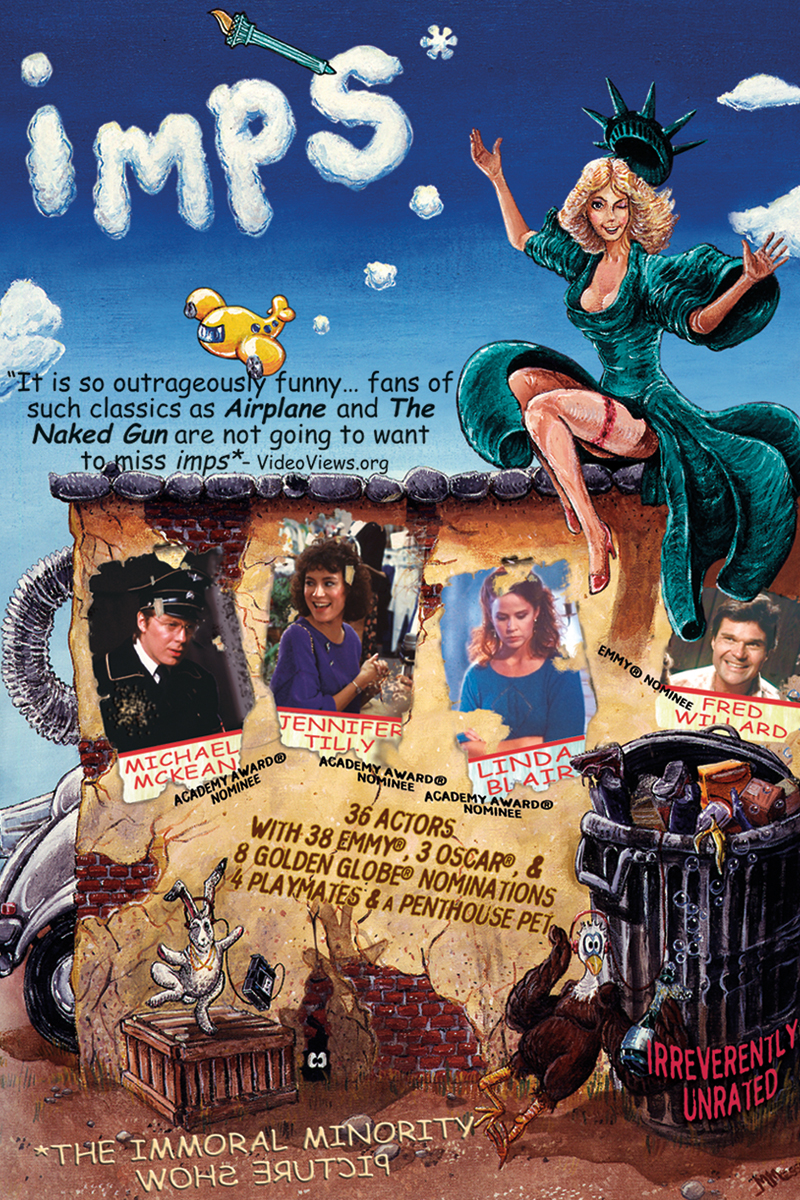 imps*
"It is so outrageously funny... fans of
such classics as Airplane and The
Naked Gun are not going to want
to miss imps*- VideoViews.org
MICHAEL
MCKEAN
ACADEMY AWARD®
NOMINEE
JENNIFER
TILLY
ACADEMY AWARD®
NOMINEE
LINDA
BLAIR
ACADEMY AWARD®
NOMINEE
EMMY® NOMINEE
FRED
WILLARD
36 ACTORS
WITH 38 EMMY®, 3 OSCAR®, &
8 GOLDEN GLOBE® NOMINATIONS
4 PLAYMATES & A PENTHOUSE PET
IRREVERENTLY
UNRATED
*THE IMMORAL MINORITY
PICTURE SHOW